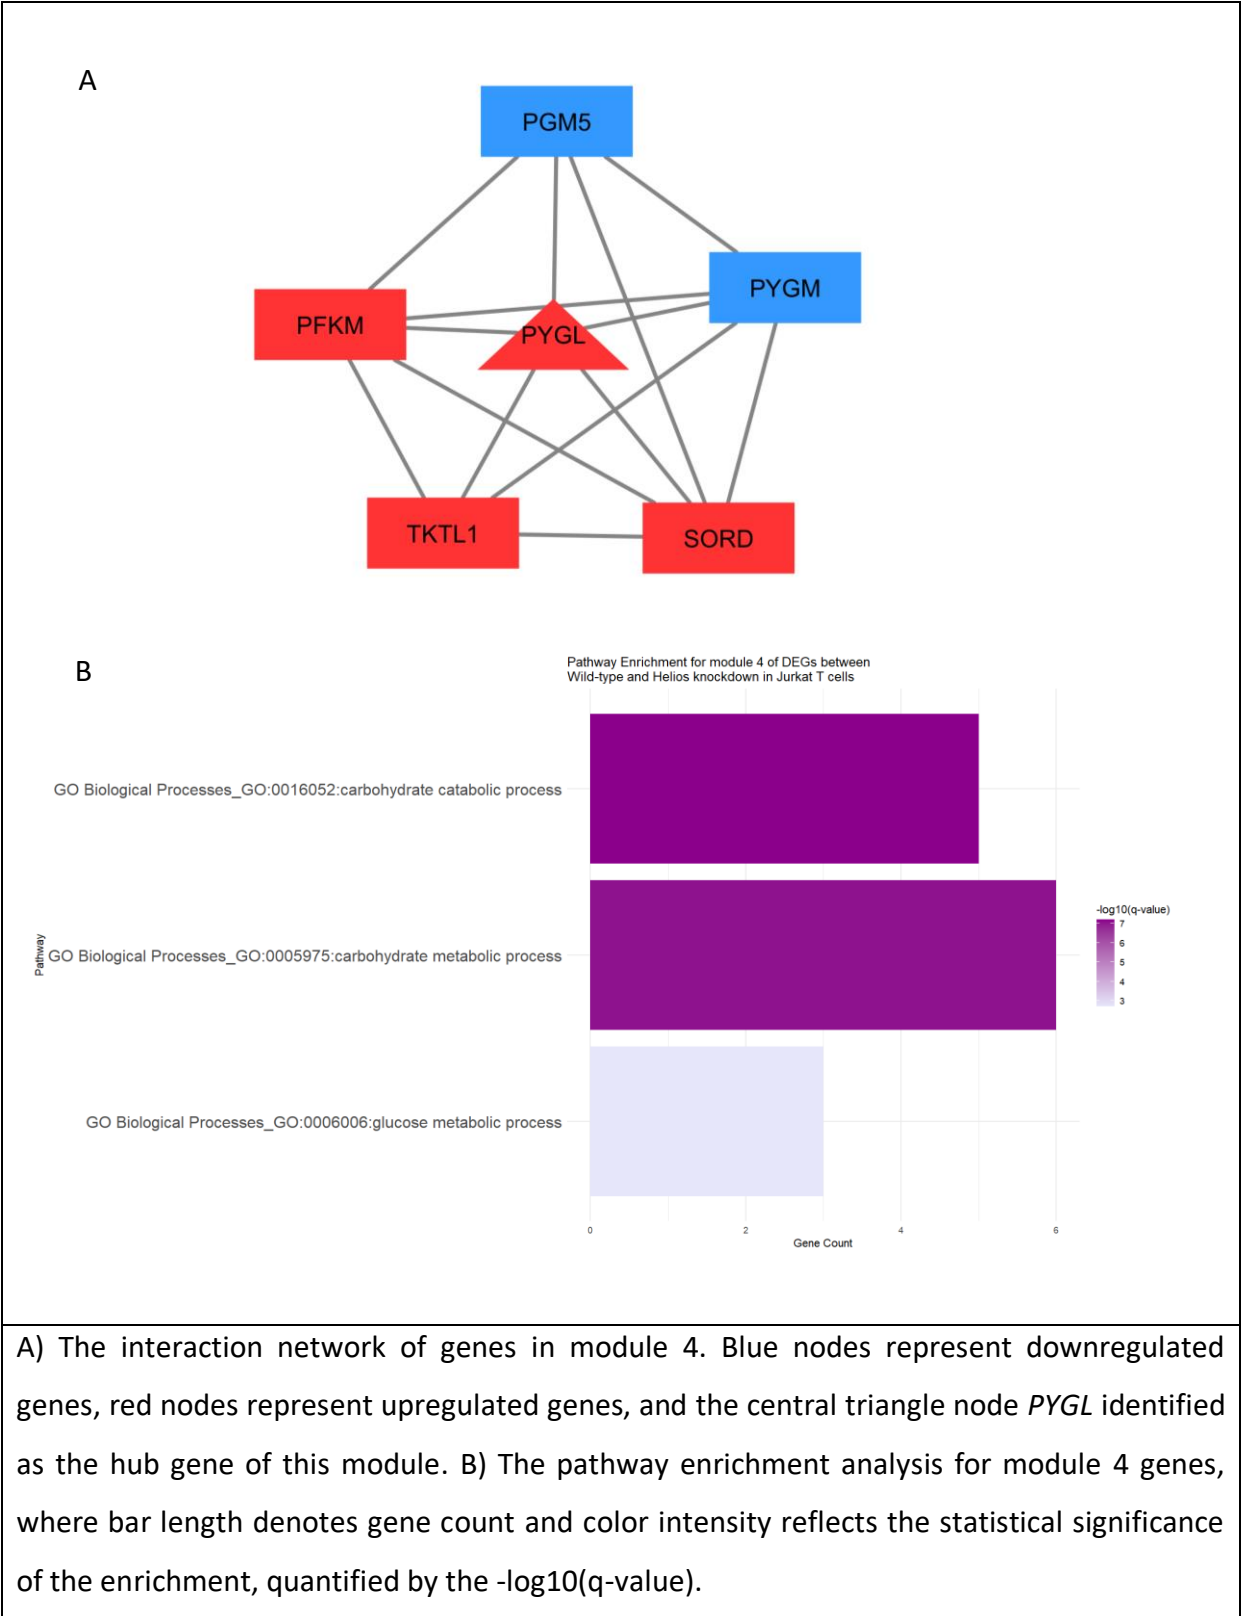 A
PGM5
PYGM
PFKM
PYGL
TKTL1
SORD
B
Pathway Enrichment for module 4 of DEGs between
Wild-type and Helios knockdown in Jurkat T cells
GO Biological Processes_GO:0016052:carbohydrate catabolic process
GO Biological Processes_GO:0005975:carbohydrate metabolic process
GO Biological Processes_GO:0006006:glucose metabolic process
Pathway
-log10(q-value)
7
6
5
4
3
0 2 4 6
Gene Count
A) The interaction network of genes in module 4. Blue nodes represent downregulated
genes, red nodes represent upregulated genes, and the central triangle node PYGL identified
as the hub gene of this module. B) The pathway enrichment analysis for module 4 genes,
where bar length denotes gene count and color intensity reflects the statistical significance
of the enrichment, quantified by the -log10(q-value).